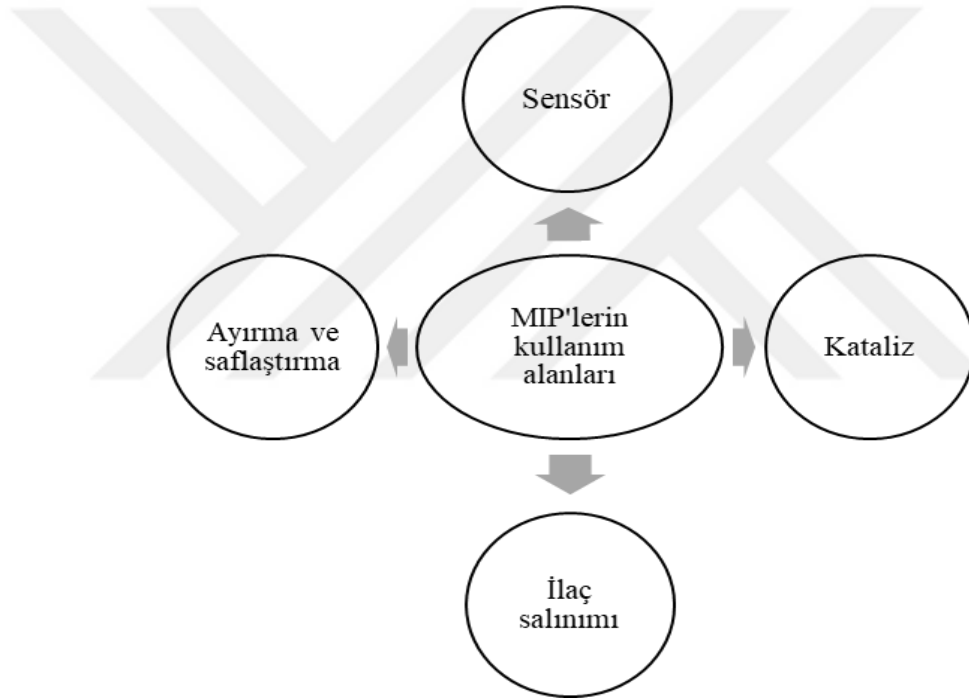 Sensör
Ayırma ve
saflaştırma
MIP'lerin
kullanım
alanları
Kataliz
İlaç
salınımı